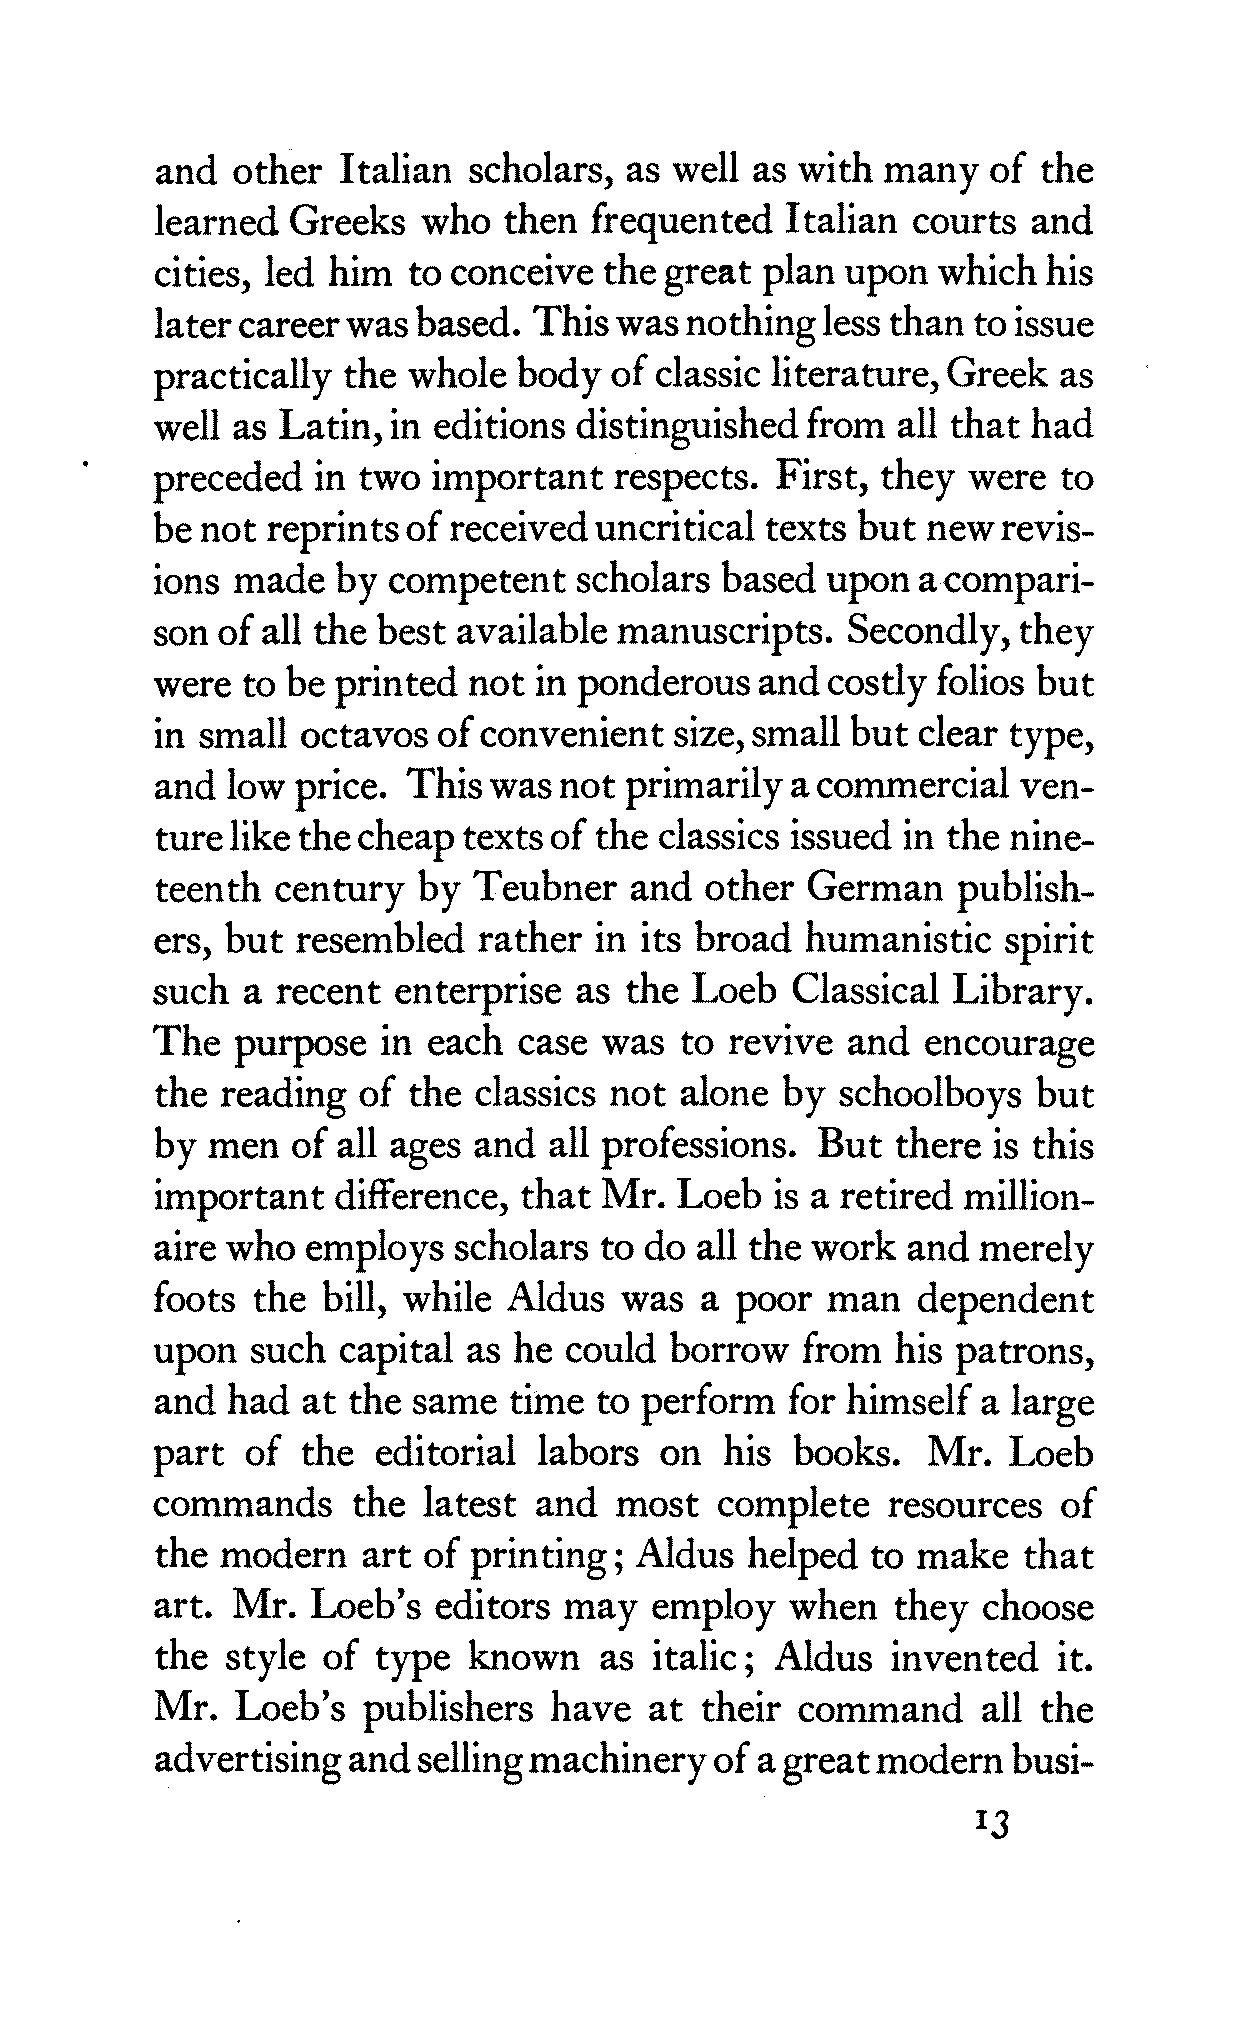 and other Italian scholars, as well as with many of the
learned Greeks who then frequented Italian courts and
cities, led him to conceive the great plan upon which his
later career was based. This was nothing less than to issue
practically the whole body of classic literature, Greek as
well as Latin, in editions distinguished from all that had
preceded in two important respects. First, they were to
be not reprints of received uncritical texts but new revis-
ions made by competent scholars based upon a compari-
son of all the best available manuscripts. Secondly, they
were to be printed not in ponderous and costly folios but
in small octavos of convenient size, small but clear type,
and low price. This was not primarily a commercial ven-
ture like the cheap texts of the classics issued in the nine-
teenth century by Teubner and other German publish-
ers, but resembled rather in its broad humanistic spirit
such a recent enterprise as the Loeb Classical Library.
The purpose in each case was to revive and encourage
the reading of the classics not alone by schoolboys but
by men of all ages and all professions. But there is this
important difference, that Mr. Loeb is a retired million-
aire who employs scholars to do all the work and merely
foots the bill, while Aldus was a poor man dependent
upon such capital as he could borrow from his patrons,
and had at the same time to perform for himself a large
part of the editorial labors on his books. Mr. Loeb
commands the latest and most complete resources of
the modern art of printing; Aldus helped to make that
art. Mr. Loeb's editors may employ when they choose
the style of type known as italic; Aldus invented it.
Mr. Loeb's publishers have at their command all the
advertising and selling machinery of a great modern busi-
13